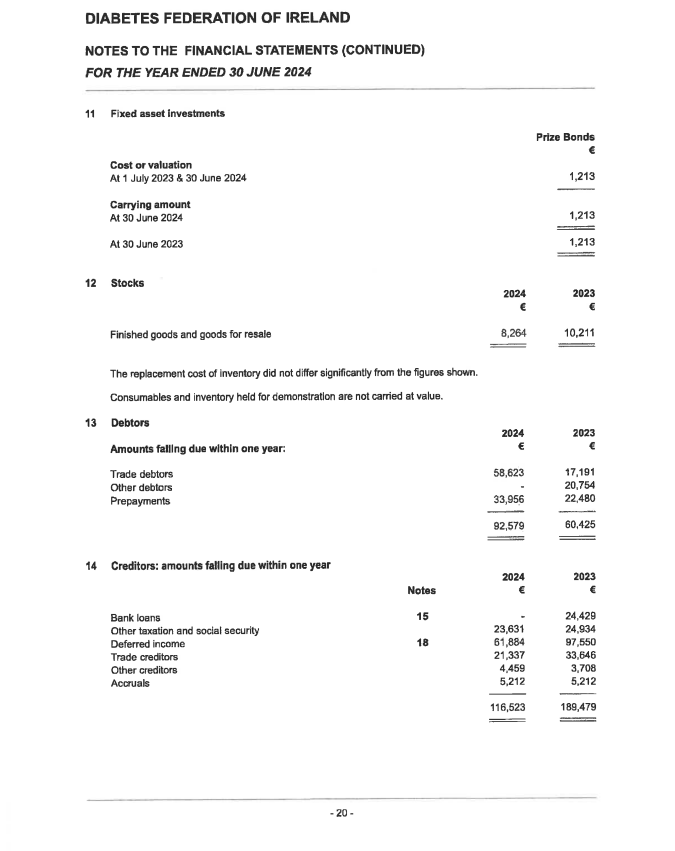 DIABETES FEDERATION OF IRELAND
NOTES TO THE FINANCIAL STATEMENTS (CONTINUED)
FOR THE YEAR ENDED 30 JUNE 2024
11 Fixed asset investments
Prize Bonds
€
Cost or valuation
At 1 July 2023 & 30 June 2024 1,213
Carrying amount
At 30 June 2024 1,213
At 30 June 2023 1,213
12 Stocks
2024 2023
€ €
Finished goods and goods for resale 8,264 10,211
The replacement cost of inventory did not differ significantly from the figures shown.
Consumables and inventory held for demonstration are not carried at value.
13 Debtors
2024 2023
Amounts falling due within one year: € €
Trade debtors 58,623 17,191
Other debtors - 20,754
Prepayments 33,956 22,480
92,579 60,425
14 Creditors: amounts falling due within one year
2024 2023
Notes € €
Bank loans 15 - 24,429
Other taxation and social security 23,631 24,934
Deferred income 18 61,884 97,550
Trade creditors 21,337 33,646
Other creditors 4,459 3,708
Accruals 5,212 5,212
116,523 189,479
- 20 -